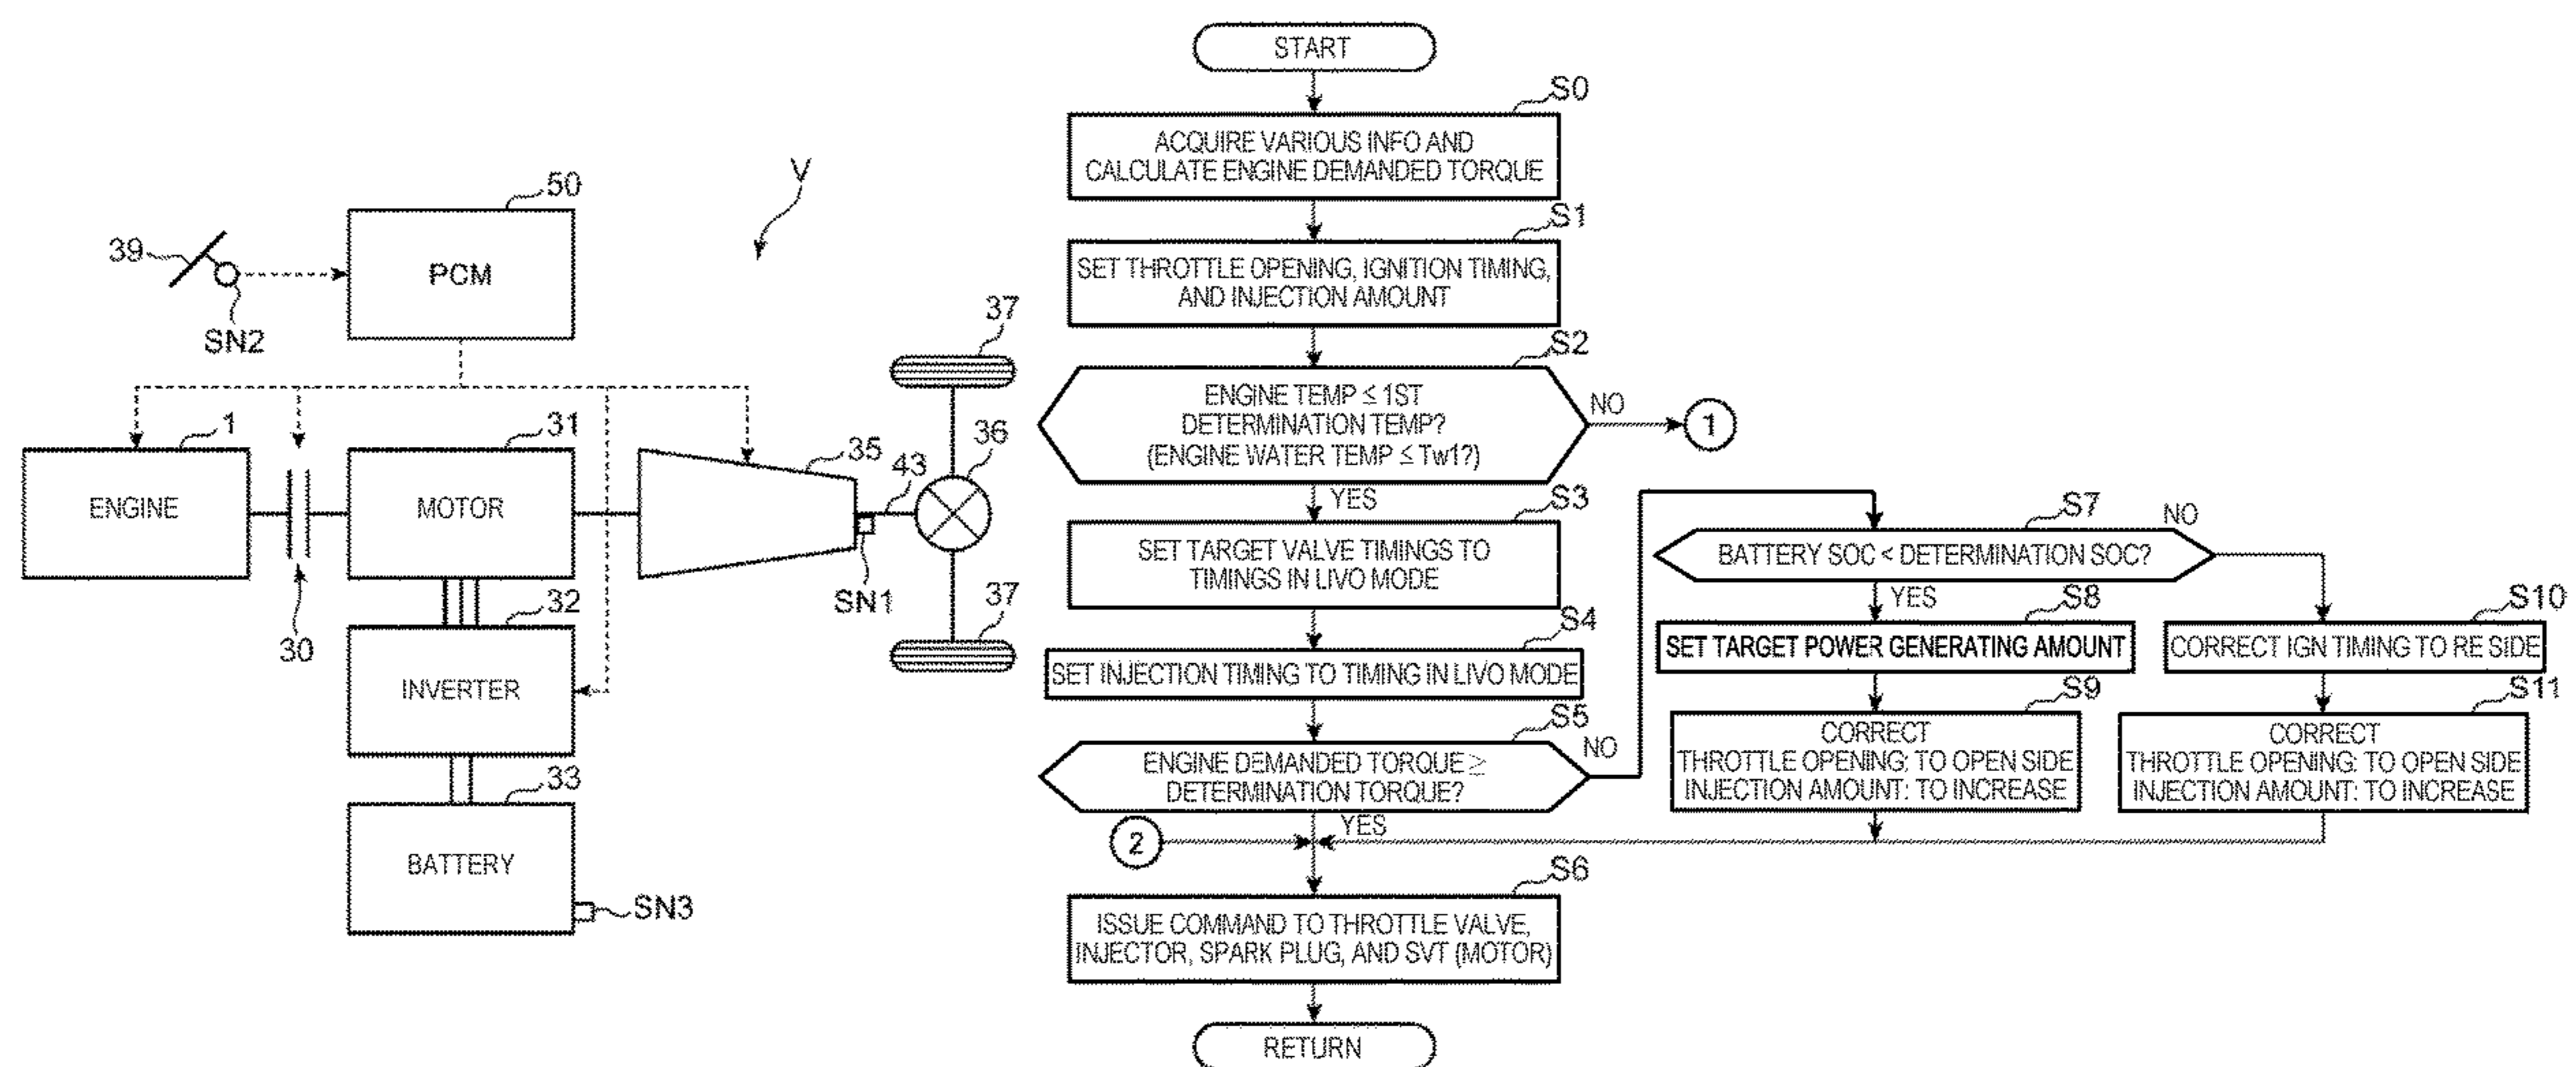 50
V
39
PCM
SN2
37
1
31
35
43
36
ENGINE
MOTOR
SN1
30
32
37
INVERTER
33
BATTERY
SN3
START
S0
ACQUIRE VARIOUS INFO AND
CALCULATE ENGINE DEMANDED TORQUE
S1
SET THROTTLE OPENING, IGNITION TIMING,
AND INJECTION AMOUNT
S2
ENGINE TEMP ≤ 1ST
DETERMINATION TEMP?
(ENGINE WATER TEMP ≤ Tw1?)
NO
1
YES
S3
SET TARGET VALVE TIMINGS TO
TIMINGS IN LIVO MODE
S4
SET INJECTION TIMING TO TIMING IN LIVO MODE
S5
ENGINE DEMANDED TORQUE ≥
DETERMINATION TORQUE?
NO
YES
2
S6
ISSUE COMMAND TO THROTTLE VALVE,
INJECTOR, SPARK PLUG, AND SVT (MOTOR)
RETURN
S7
BATTERY SOC < DETERMINATION SOC?
NO
YES
S8
SET TARGET POWER GENERATING AMOUNT
S9
CORRECT
THROTTLE OPENING: TO OPEN SIDE
INJECTION AMOUNT: TO INCREASE
S10
CORRECT IGN TIMING TO RE SIDE
S11
CORRECT
THROTTLE OPENING: TO OPEN SIDE
INJECTION AMOUNT: TO INCREASE